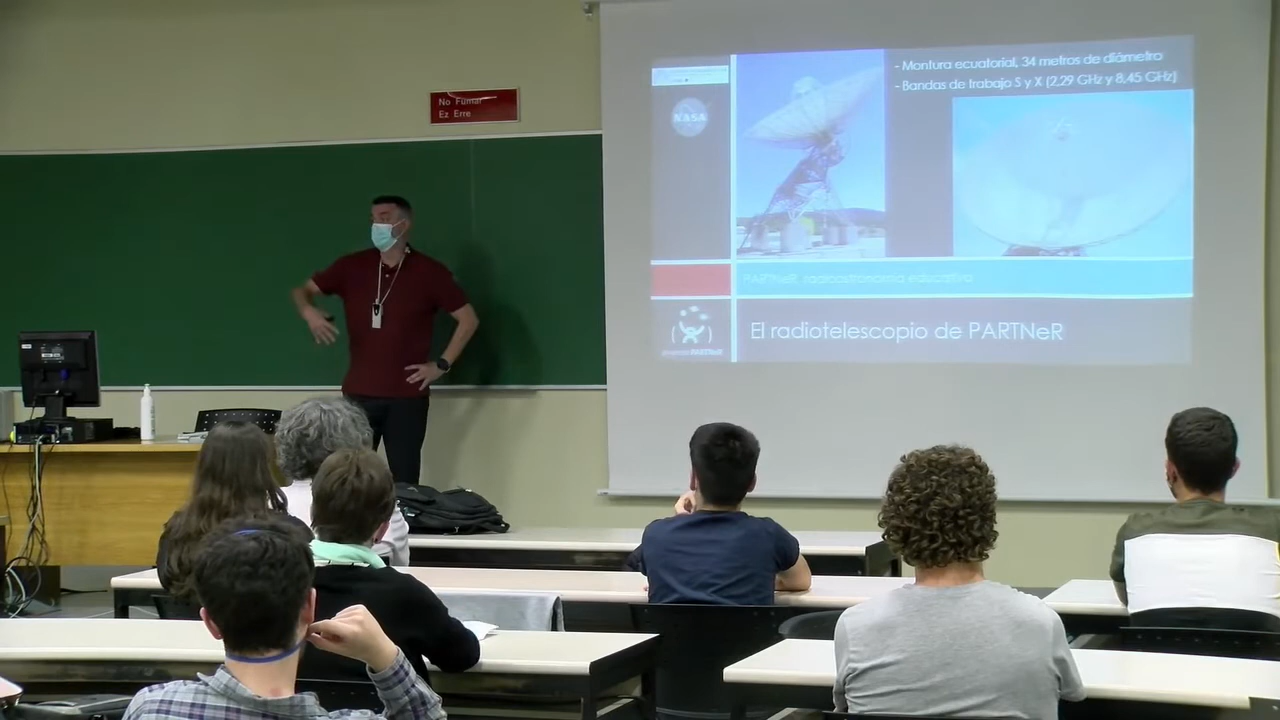 No Fumar
Ez Erre
NASA
- Montura ecuatorial, 34 metros de diámetro
- Bandas de trabajo S y X (2,29 GHz y 8,45 GHz)
PARTNeR, radioastronomía educativa
El radiotelescopio de PARTNeR